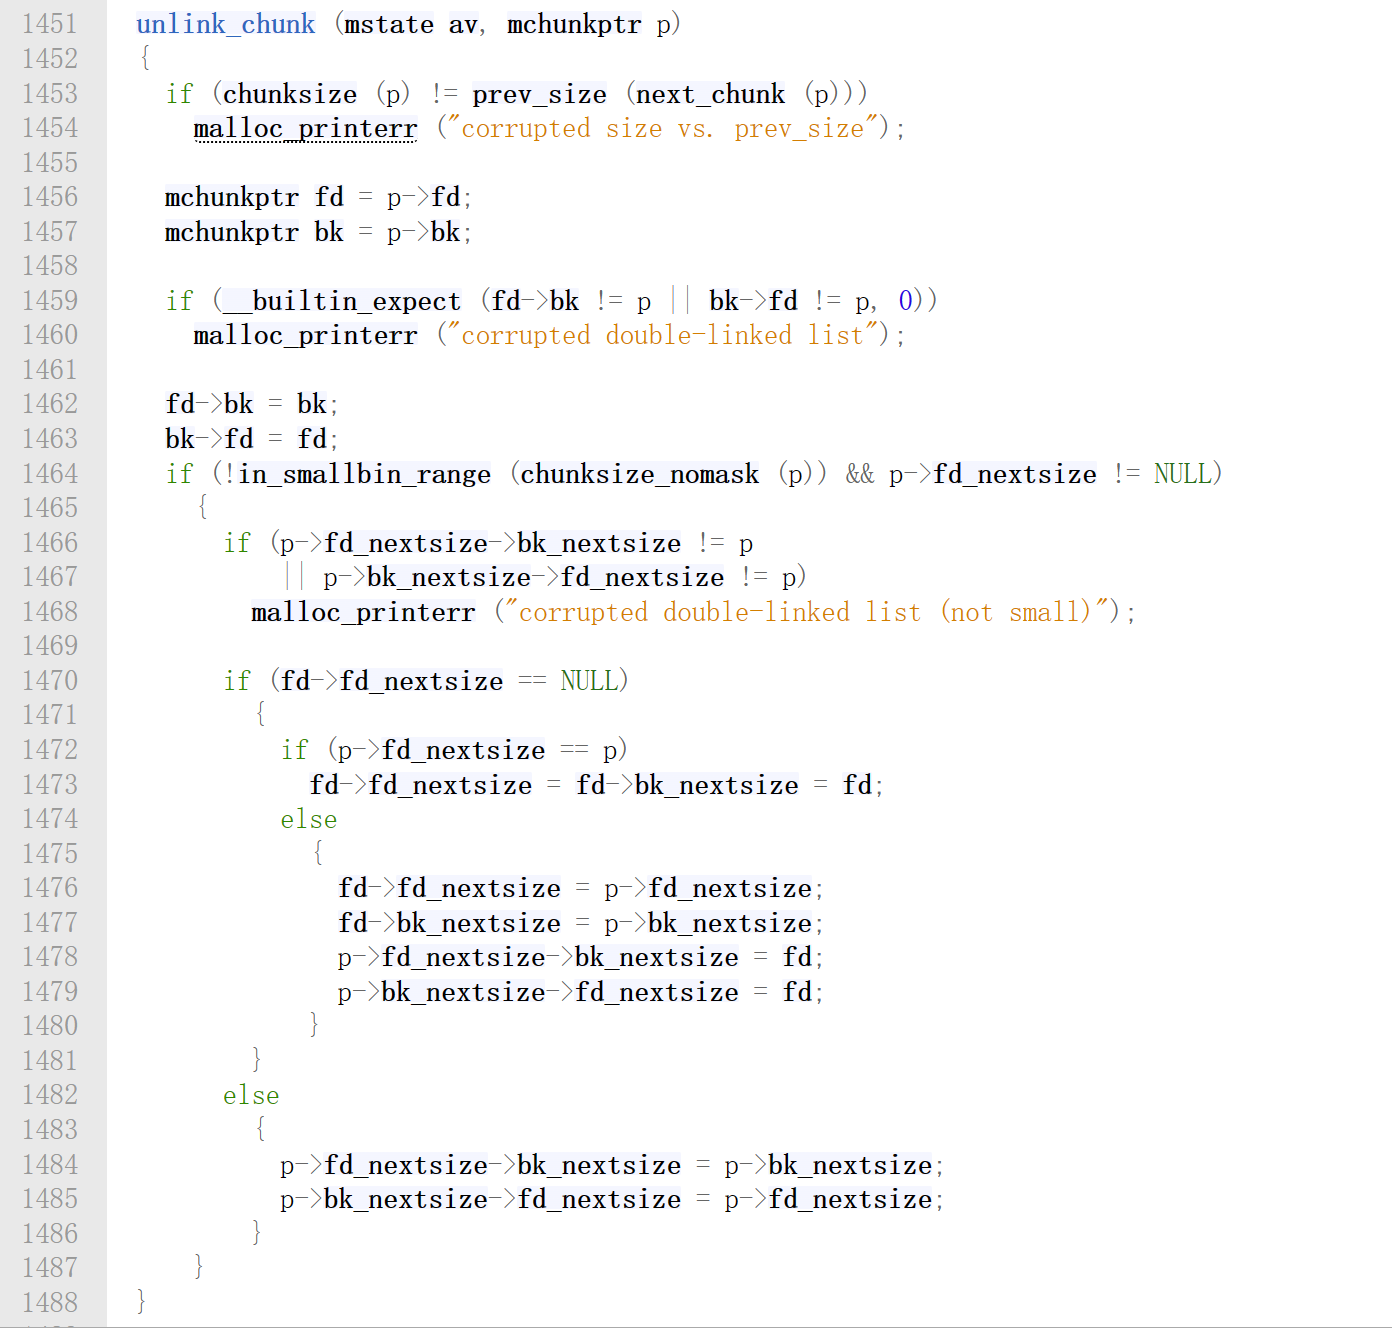 1451 unlink_chunk (mstate av, mchunkptr p)
1452 {
1453   if (chunksize (p) != prev_size (next_chunk (p)))
1454     malloc_printerr ("corrupted size vs. prev_size");
1455
1456   mchunkptr fd = p->fd;
1457   mchunkptr bk = p->bk;
1458
1459   if (__builtin_expect (fd->bk != p || bk->fd != p, 0))
1460     malloc_printerr ("corrupted double-linked list");
1461
1462   fd->bk = bk;
1463   bk->fd = fd;
1464   if (!in_smallbin_range (chunksize_nomask (p)) && p->fd_nextsize != NULL)
1465     {
1466       if (p->fd_nextsize->bk_nextsize != p
1467           || p->bk_nextsize->fd_nextsize != p)
1468         malloc_printerr ("corrupted double-linked list (not small)");
1469
1470       if (fd->fd_nextsize == NULL)
1471         {
1472           if (p->fd_nextsize == p)
1473             fd->fd_nextsize = fd->bk_nextsize = fd;
1474           else
1475             {
1476               fd->fd_nextsize = p->fd_nextsize;
1477               fd->bk_nextsize = p->bk_nextsize;
1478               p->fd_nextsize->bk_nextsize = fd;
1479               p->bk_nextsize->fd_nextsize = fd;
1480             }
1481         }
1482       else
1483         {
1484           p->fd_nextsize->bk_nextsize = p->bk_nextsize;
1485           p->bk_nextsize->fd_nextsize = p->fd_nextsize;
1486         }
1487     }
1488 }